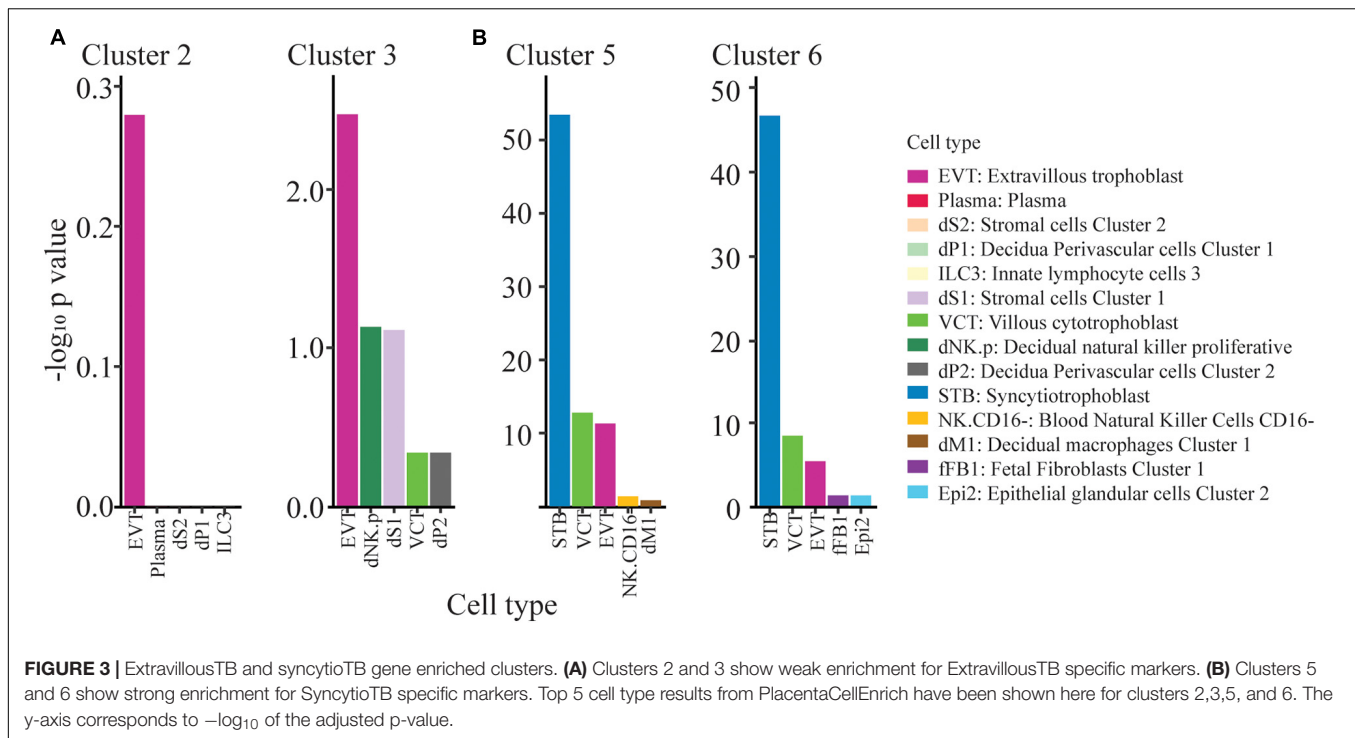 A
Cluster 2
Cluster 3
B
Cluster 5
Cluster 6
-log₁₀ p value
0.3
0.2
0.1
0.0
EVT
Plasma
dS2
dP1
ILC3
2.0
1.0
0.0
EVT
dNK.p
dS1
VCT
dP2
50
40
30
20
10
STB
VCT
EVT
NK.CD16-
dM1
50
40
30
20
10
0
STB
VCT
EVT
fFB1
Epi2
Cell type
Cell type
EVT: Extravillous trophoblast
Plasma: Plasma
dS2: Stromal cells Cluster 2
dP1: Decidua Perivascular cells Cluster 1
ILC3: Innate lymphocyte cells 3
dS1: Stromal cells Cluster 1
VCT: Villous cytotrophoblast
dNK.p: Decidual natural killer proliferative
dP2: Decidua Perivascular cells Cluster 2
STB: Syncytiotrophoblast
NK.CD16-: Blood Natural Killer Cells CD16-
dM1: Decidual macrophages Cluster 1
fFB1: Fetal Fibroblasts Cluster 1
Epi2: Epithelial glandular cells Cluster 2
FIGURE 3 | ExtravillousTB and syncytioTB gene enriched clusters. (A) Clusters 2 and 3 show weak enrichment for ExtravillousTB specific markers. (B) Clusters 5
and 6 show strong enrichment for SyncytioTB specific markers. Top 5 cell type results from PlacentaCellEnrich have been shown here for clusters 2,3,5, and 6. The
y-axis corresponds to −log₁₀ of the adjusted p-value.